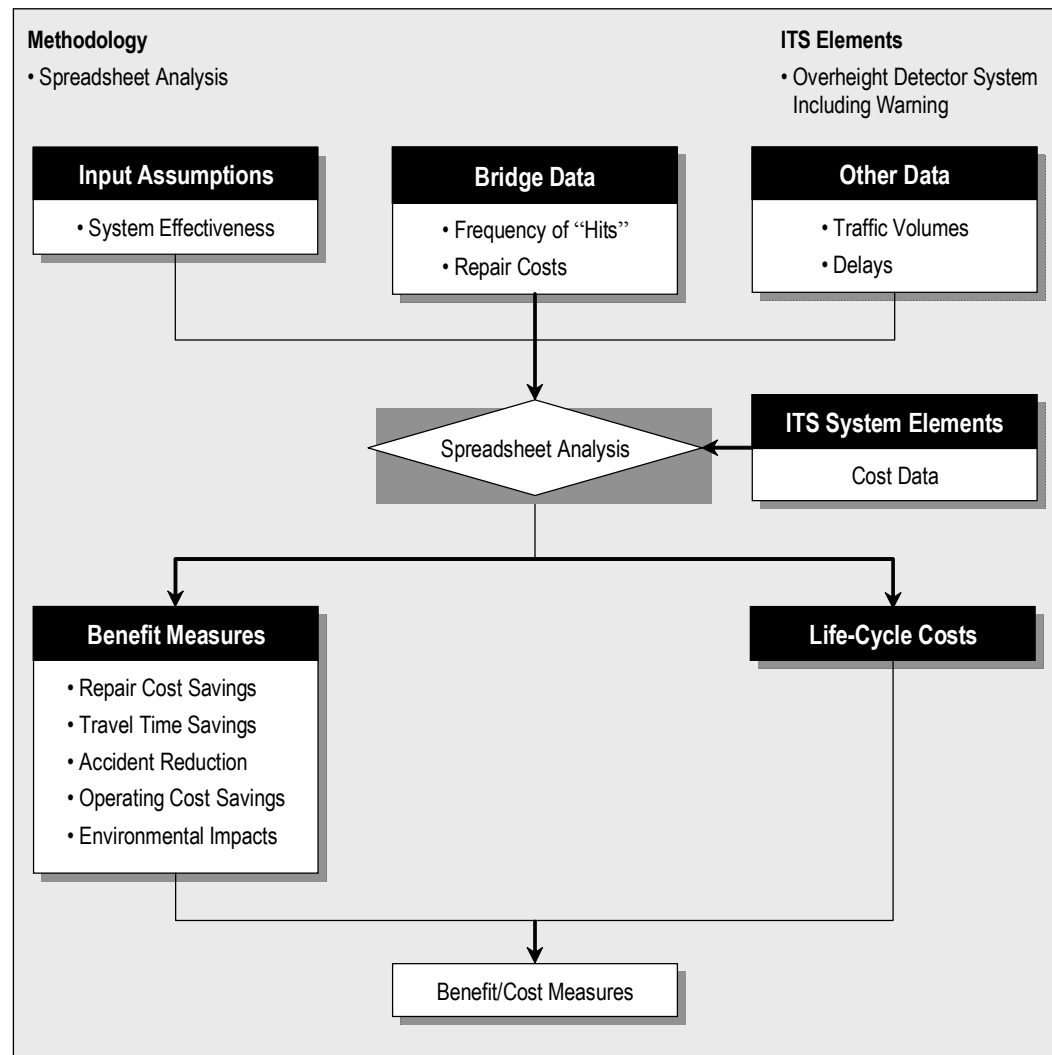 Methodology
• Spreadsheet Analysis
ITS Elements
• Overheight Detector System
Including Warning
Input Assumptions
• System Effectiveness
Bridge Data
• Frequency of “Hits”
• Repair Costs
Other Data
• Traffic Volumes
• Delays
Spreadsheet Analysis
ITS System Elements
Cost Data
Benefit Measures
• Repair Cost Savings
• Travel Time Savings
• Accident Reduction
• Operating Cost Savings
• Environmental Impacts
Life-Cycle Costs
Benefit/Cost Measures